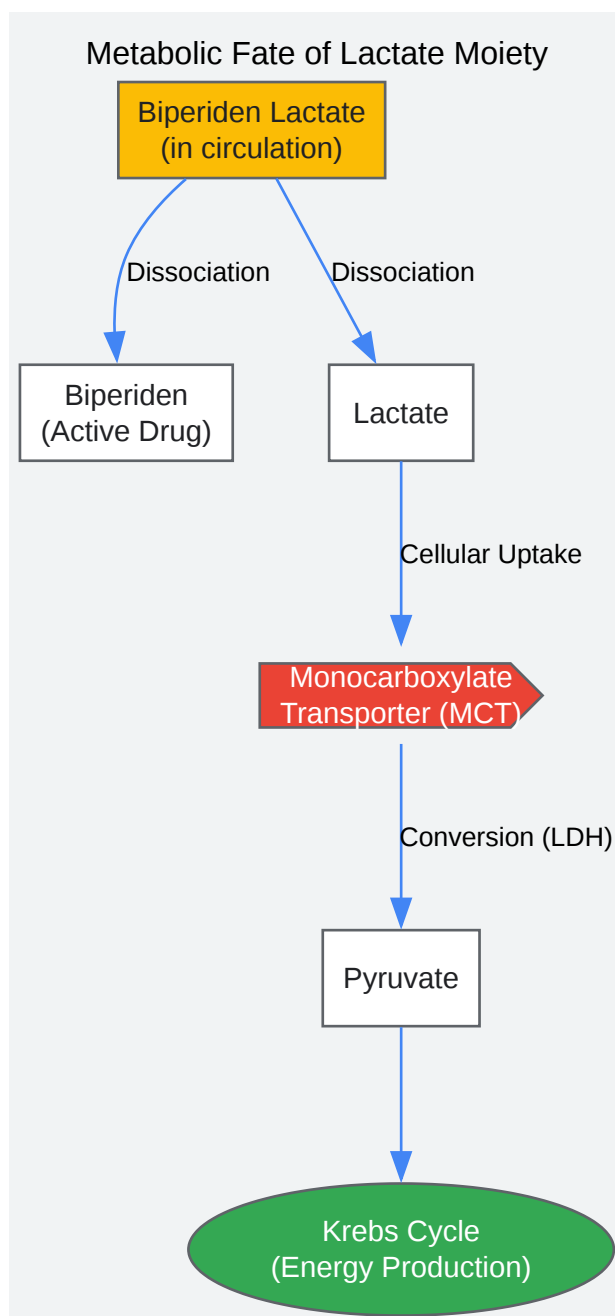 Metabolic Fate of Lactate Moiety
Biperiden Lactate
(in circulation)
Dissociation
Dissociation
Biperiden
(Active Drug)
Lactate
Cellular Uptake
Monocarboxylate
Transporter (MCT)
Conversion (LDH)
Pyruvate
Krebs Cycle
(Energy Production)